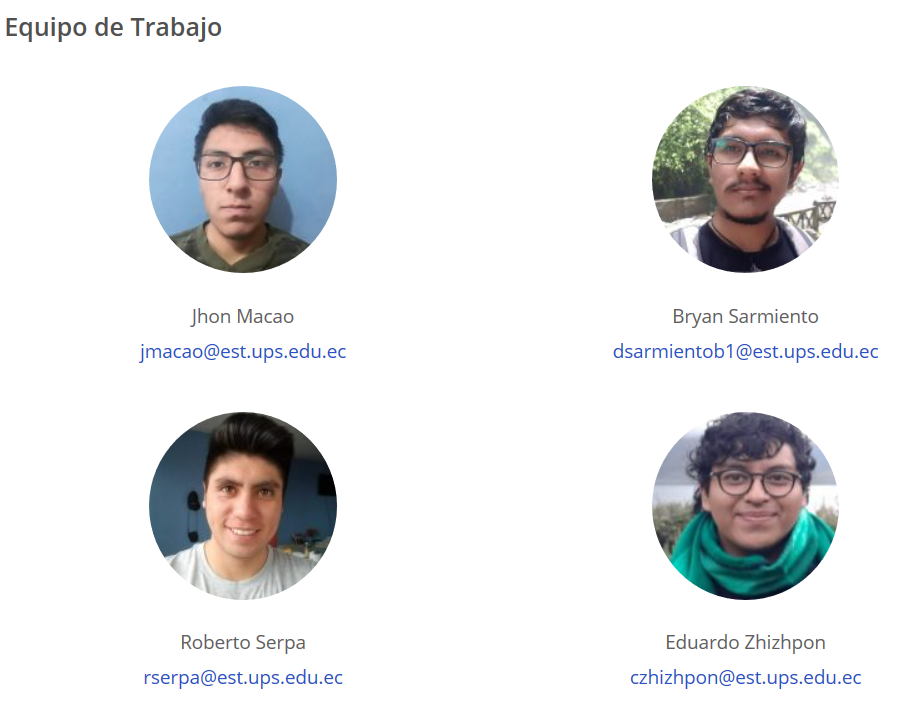 Equipo de Trabajo
Jhon Macao
jmacao@est.ups.edu.ec
Bryan Sarmiento
dsarmientob1@est.ups.edu.ec
Roberto Serpa
rserpa@est.ups.edu.ec
Eduardo Zhizhpon
czhizhpon@est.ups.edu.ec